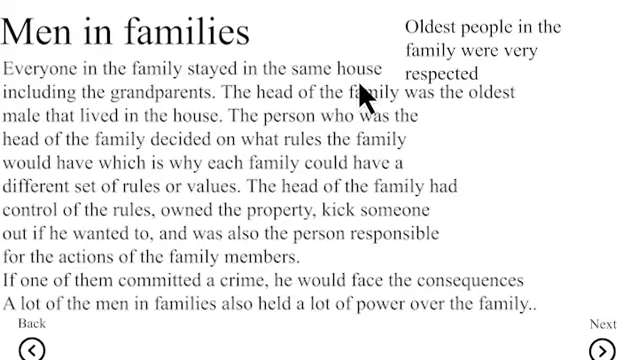 Men in families
Oldest people in the
family were very
respected
Everyone in the family stayed in the same house
including the grandparents. The head of the family was the oldest
male that lived in the house. The person who was the
head of the family decided on what rules the family
would have which is why each family could have a
different set of rules or values. The head of the family had
control of the rules, owned the property, kick someone
out if he wanted to, and was also the person responsible
for the actions of the family members.
If one of them committed a crime, he would face the consequences
A lot of the men in families also held a lot of power over the family..
Back
Next